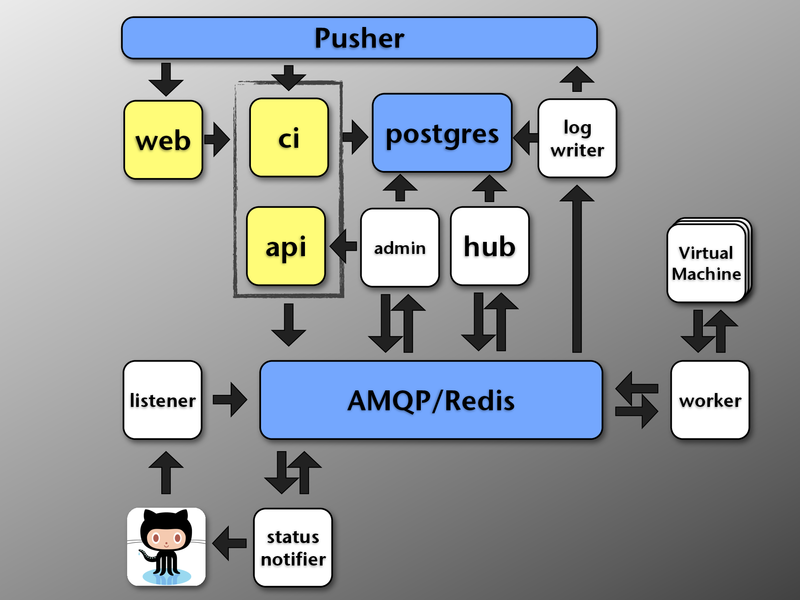 Pusher
web
ci
postgres
log
writer
api
admin
hub
Virtual
Machine
listener
AMQP/Redis
worker
status
notifier